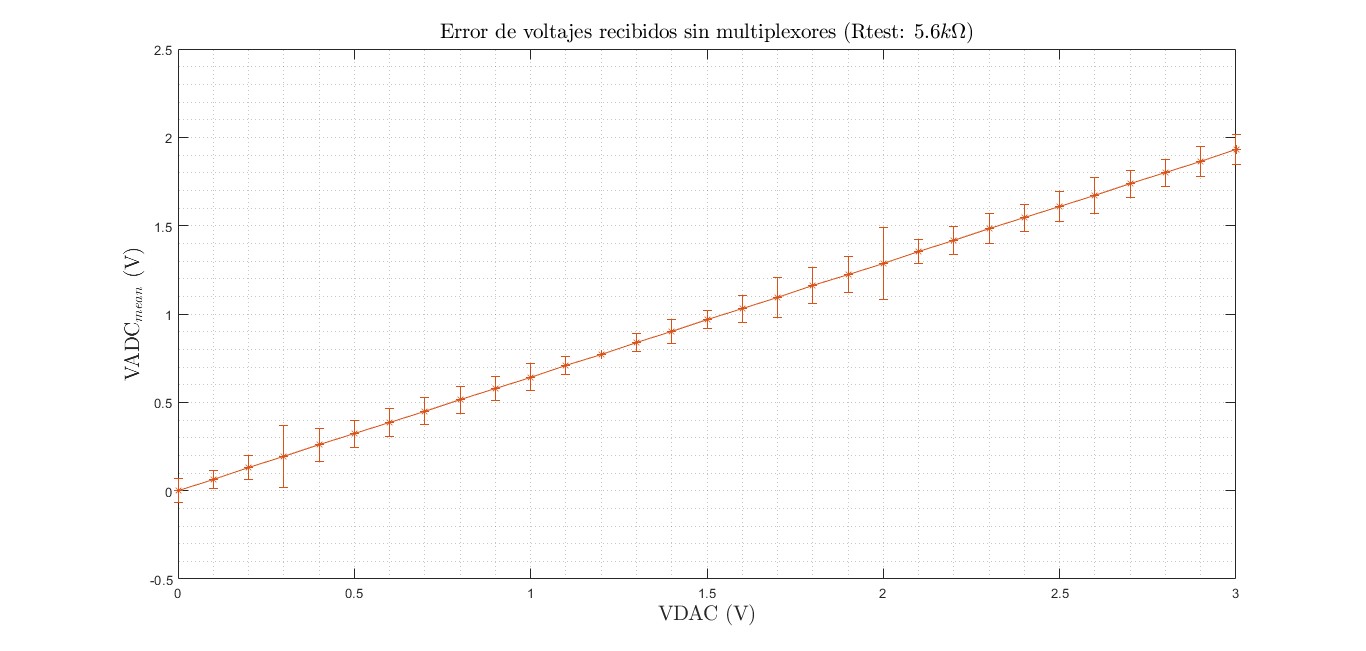 Error de voltajes recibidos sin multiplexores (Rtest: 5.6kΩ)
2.5
2
1.5
1
0.5
0
-0.5
VADCmean (V)
0 0.5 1 1.5 2 2.5 3
VDAC (V)